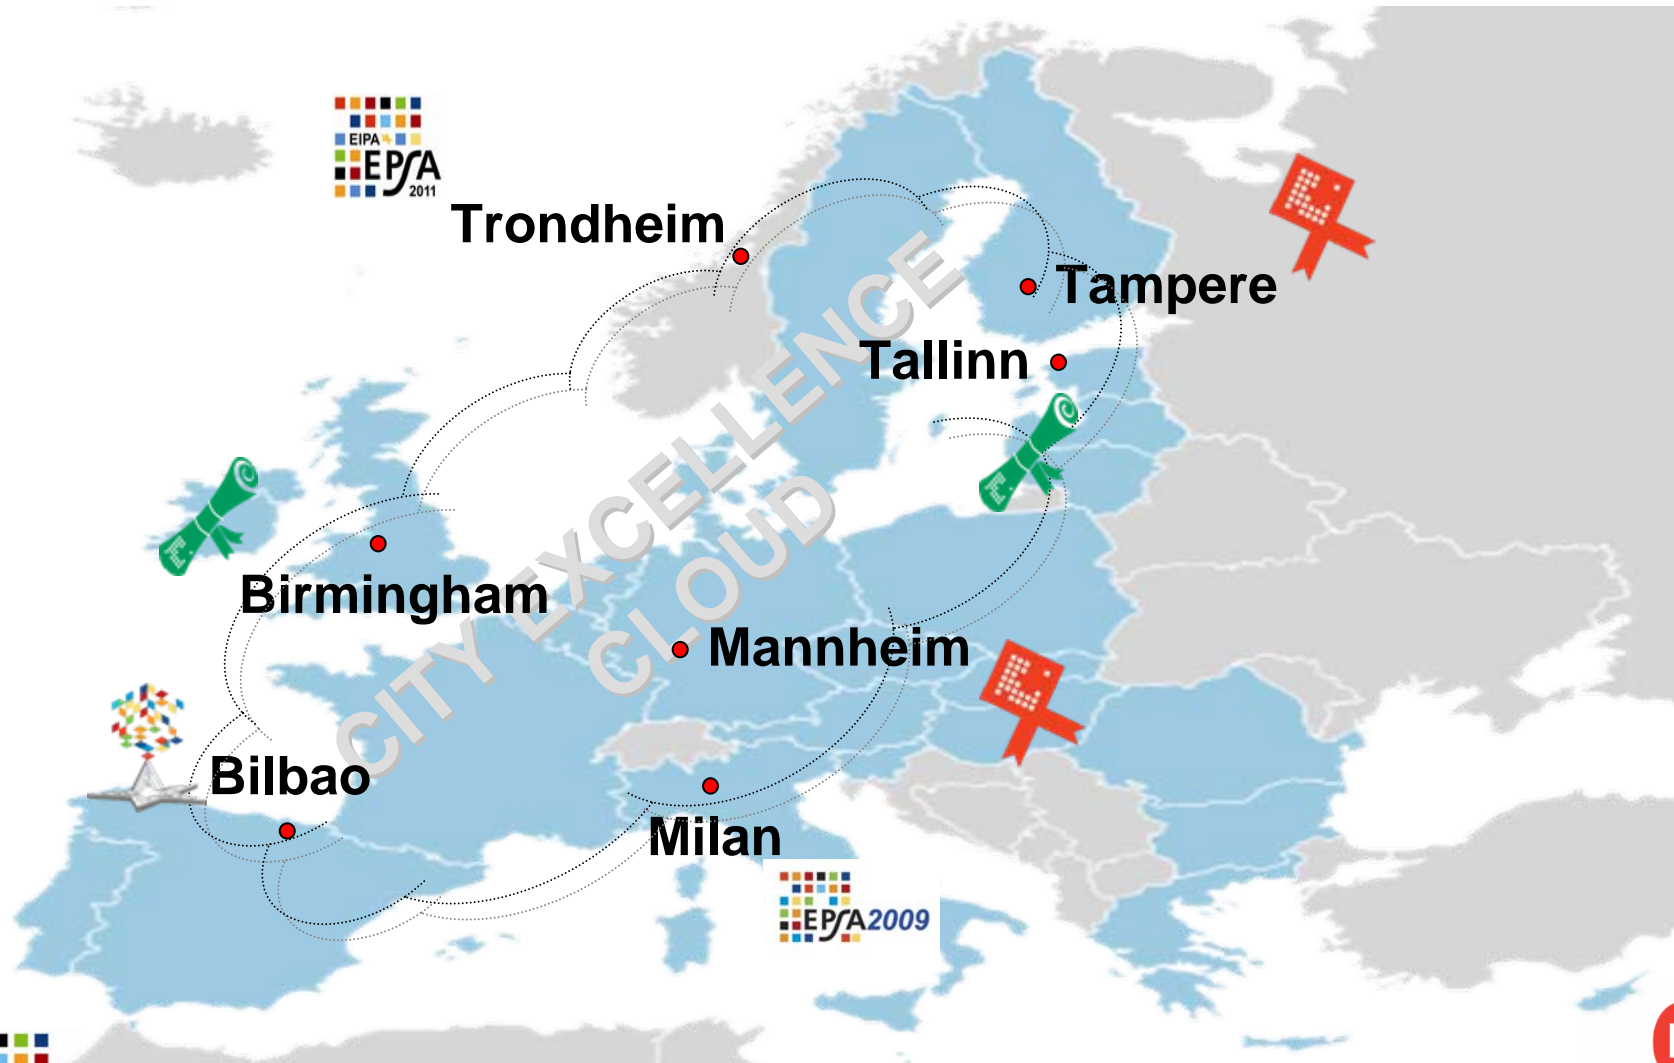 EIPA
EPSA
2011
Trondheim
Tampere
Tallinn
CITY EXCELLENCE
CLOUD
Birmingham
Mannheim
Bilbao
Milan
EPSA2009